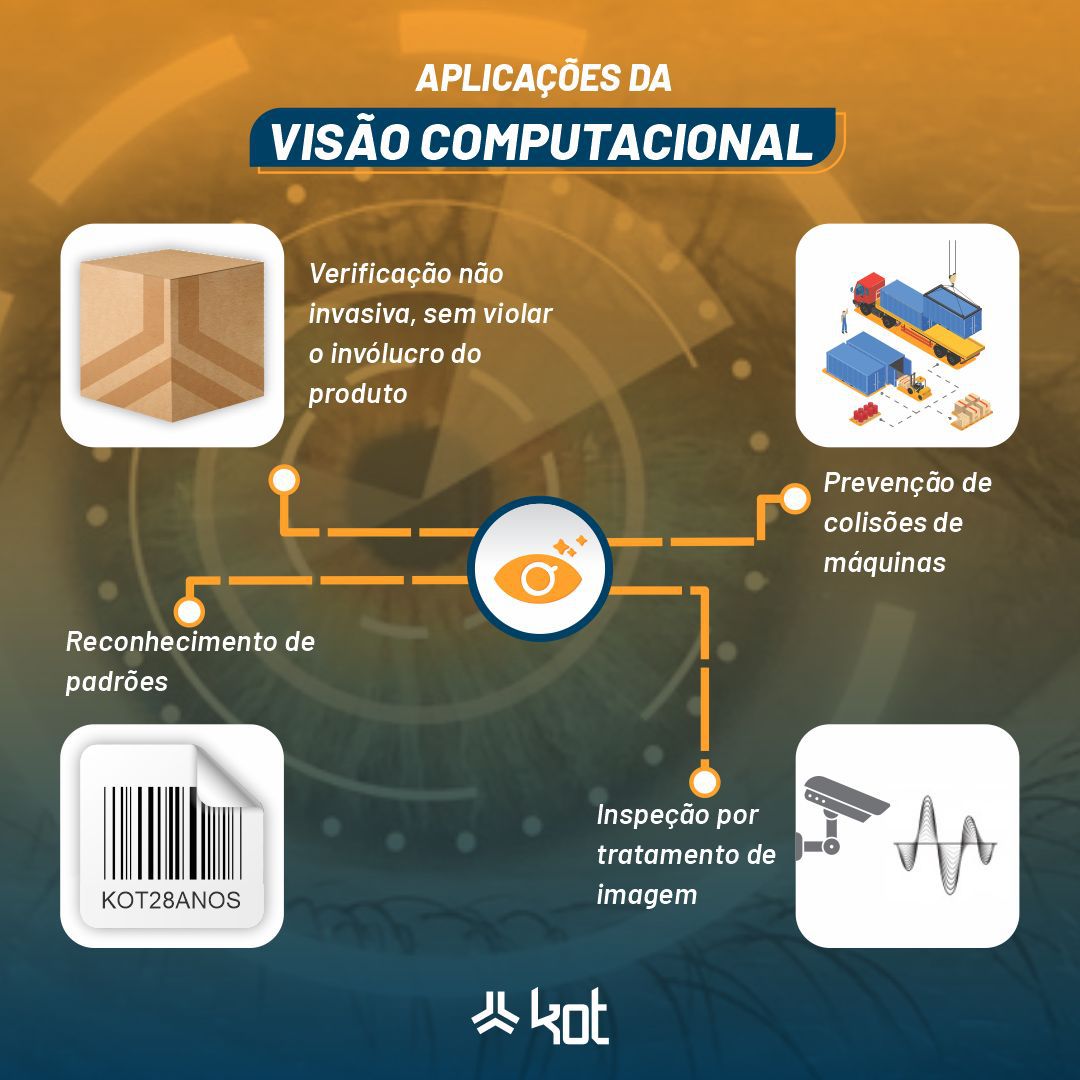 APLICAÇÕES DA
VISÃO COMPUTACIONAL
Verificação não
invasiva, sem violar
o invólucro do
produto
Prevenção de
colisões de
máquinas
Reconhecimento de
padrões
KOT28ANOS
Inspeção por
tratamento de
imagem
kot